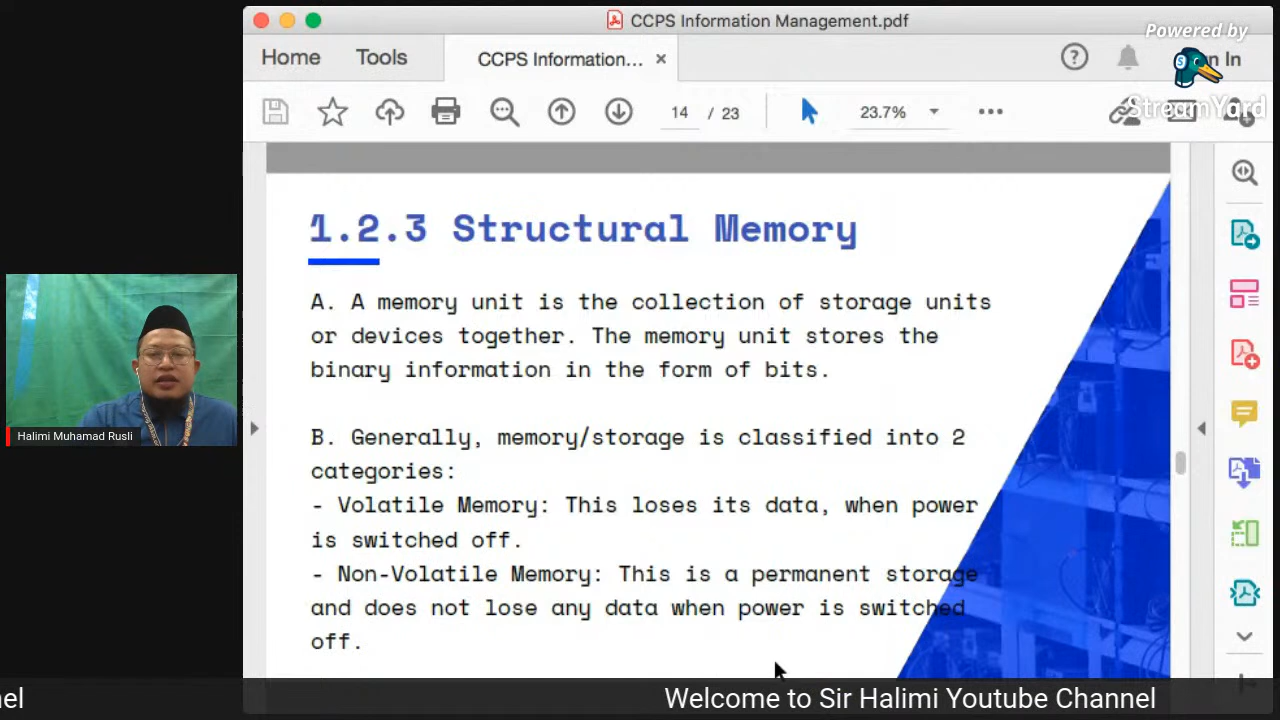 CCPS Information Management.pdf
Powered by
Home
Tools
CCPS Information...
In
StreamYard
14 / 23
23.7%
1.2.3 Structural Memory
A. A memory unit is the collection of storage units
or devices together. The memory unit stores the
binary information in the form of bits.
B. Generally, memory/storage is classified into 2
categories:
- Volatile Memory: This loses its data, when power
is switched off.
- Non-Volatile Memory: This is a permanent storage
and does not lose any data when power is switched
off.
Halimi Muhamad Rusli
Welcome to Sir Halimi Youtube Channel